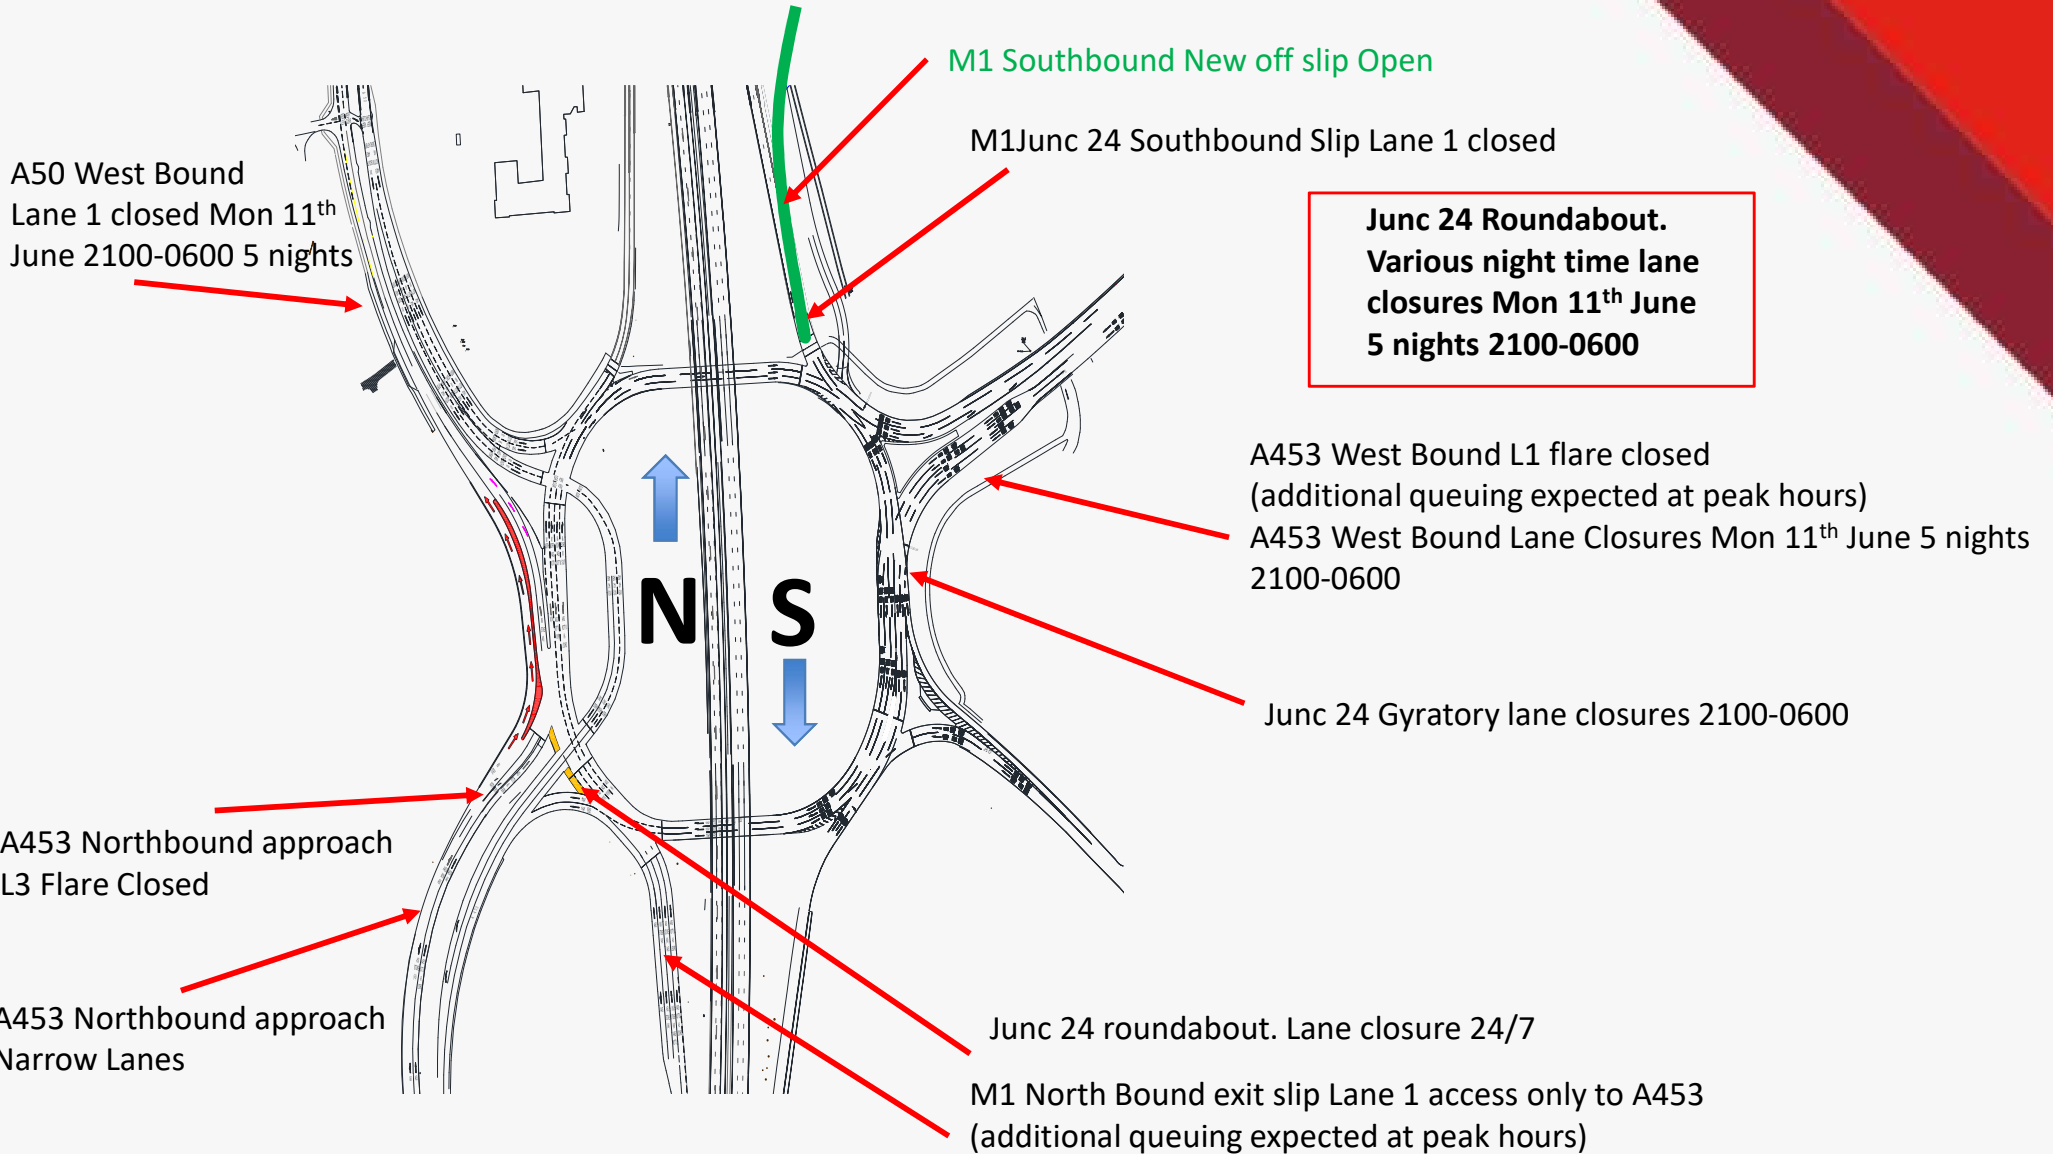 M1 Southbound New off slip Open
M1Junc 24 Southbound Slip Lane 1 closed
A50 West Bound
Lane 1 closed Mon 11th
June 2100-0600 5 nights
Junc 24 Roundabout.
Various night time lane
closures Mon 11th June
5 nights 2100-0600
A453 West Bound L1 flare closed
(additional queuing expected at peak hours)
A453 West Bound Lane Closures Mon 11th June 5 nights
2100-0600
N S
Junc 24 Gyratory lane closures 2100-0600
A453 Northbound approach
L3 Flare Closed
A453 Northbound approach
Narrow Lanes
Junc 24 roundabout. Lane closure 24/7
M1 North Bound exit slip Lane 1 access only to A453
(additional queuing expected at peak hours)